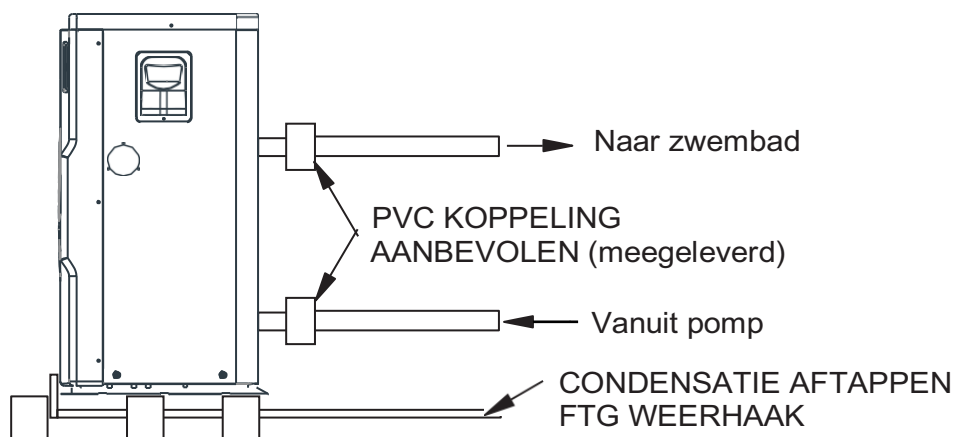 Naar zwembad
PVC KOPPELING
AANBEVOLEN (meegeleverd)
Vanuit pomp
CONDENSATIE AFTAPPEN
FTG WEERHAAK